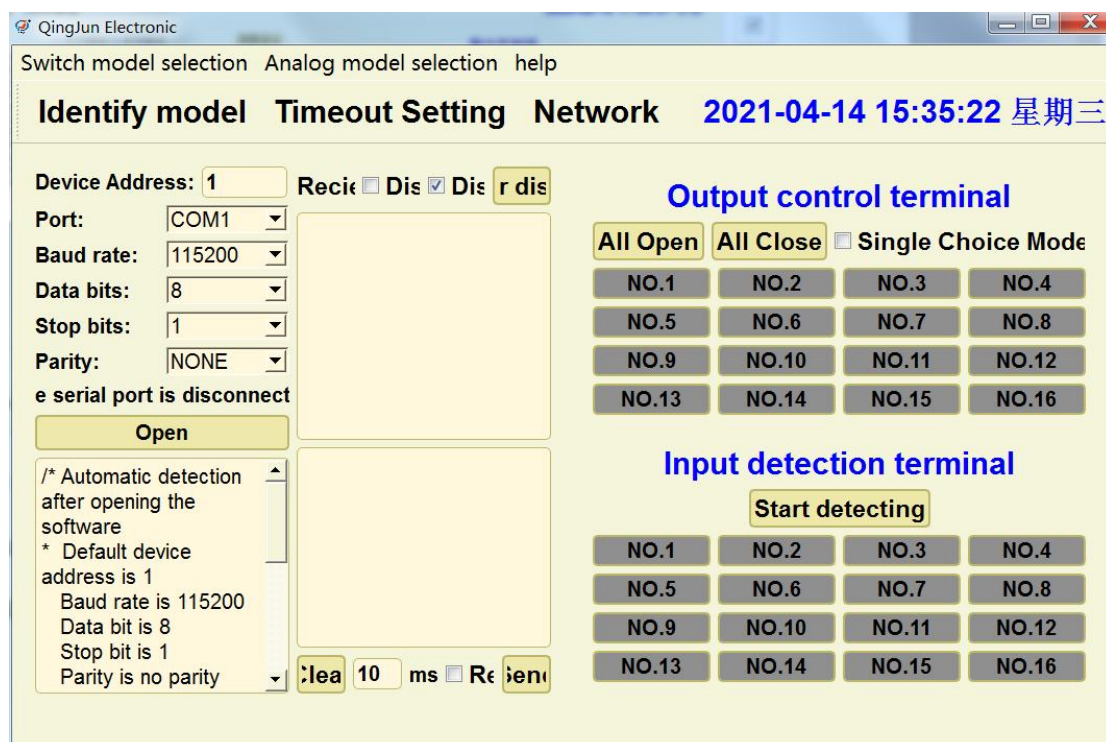 QingJun Electronic
Switch model selection Analog model selection help
Identify model Timeout Setting Network 2021-04-14 15:35:22 星期三
Device Address: 1
Port: COM1
Baud rate: 115200
Data bits: 8
Stop bits: 1
Parity: NONE
e serial port is disconnect
Open
/* Automatic detection
after opening the
software
* Default device
address is 1
Baud rate is 115200
Data bit is 8
Stop bit is 1
Parity is no parity
Recie Dis Dis r dis
Clea 10 ms Re Send
Output control terminal
All Open All Close Single Choice Mode
NO.1 NO.2 NO.3 NO.4
NO.5 NO.6 NO.7 NO.8
NO.9 NO.10 NO.11 NO.12
NO.13 NO.14 NO.15 NO.16
Input detection terminal
Start detecting
NO.1 NO.2 NO.3 NO.4
NO.5 NO.6 NO.7 NO.8
NO.9 NO.10 NO.11 NO.12
NO.13 NO.14 NO.15 NO.16